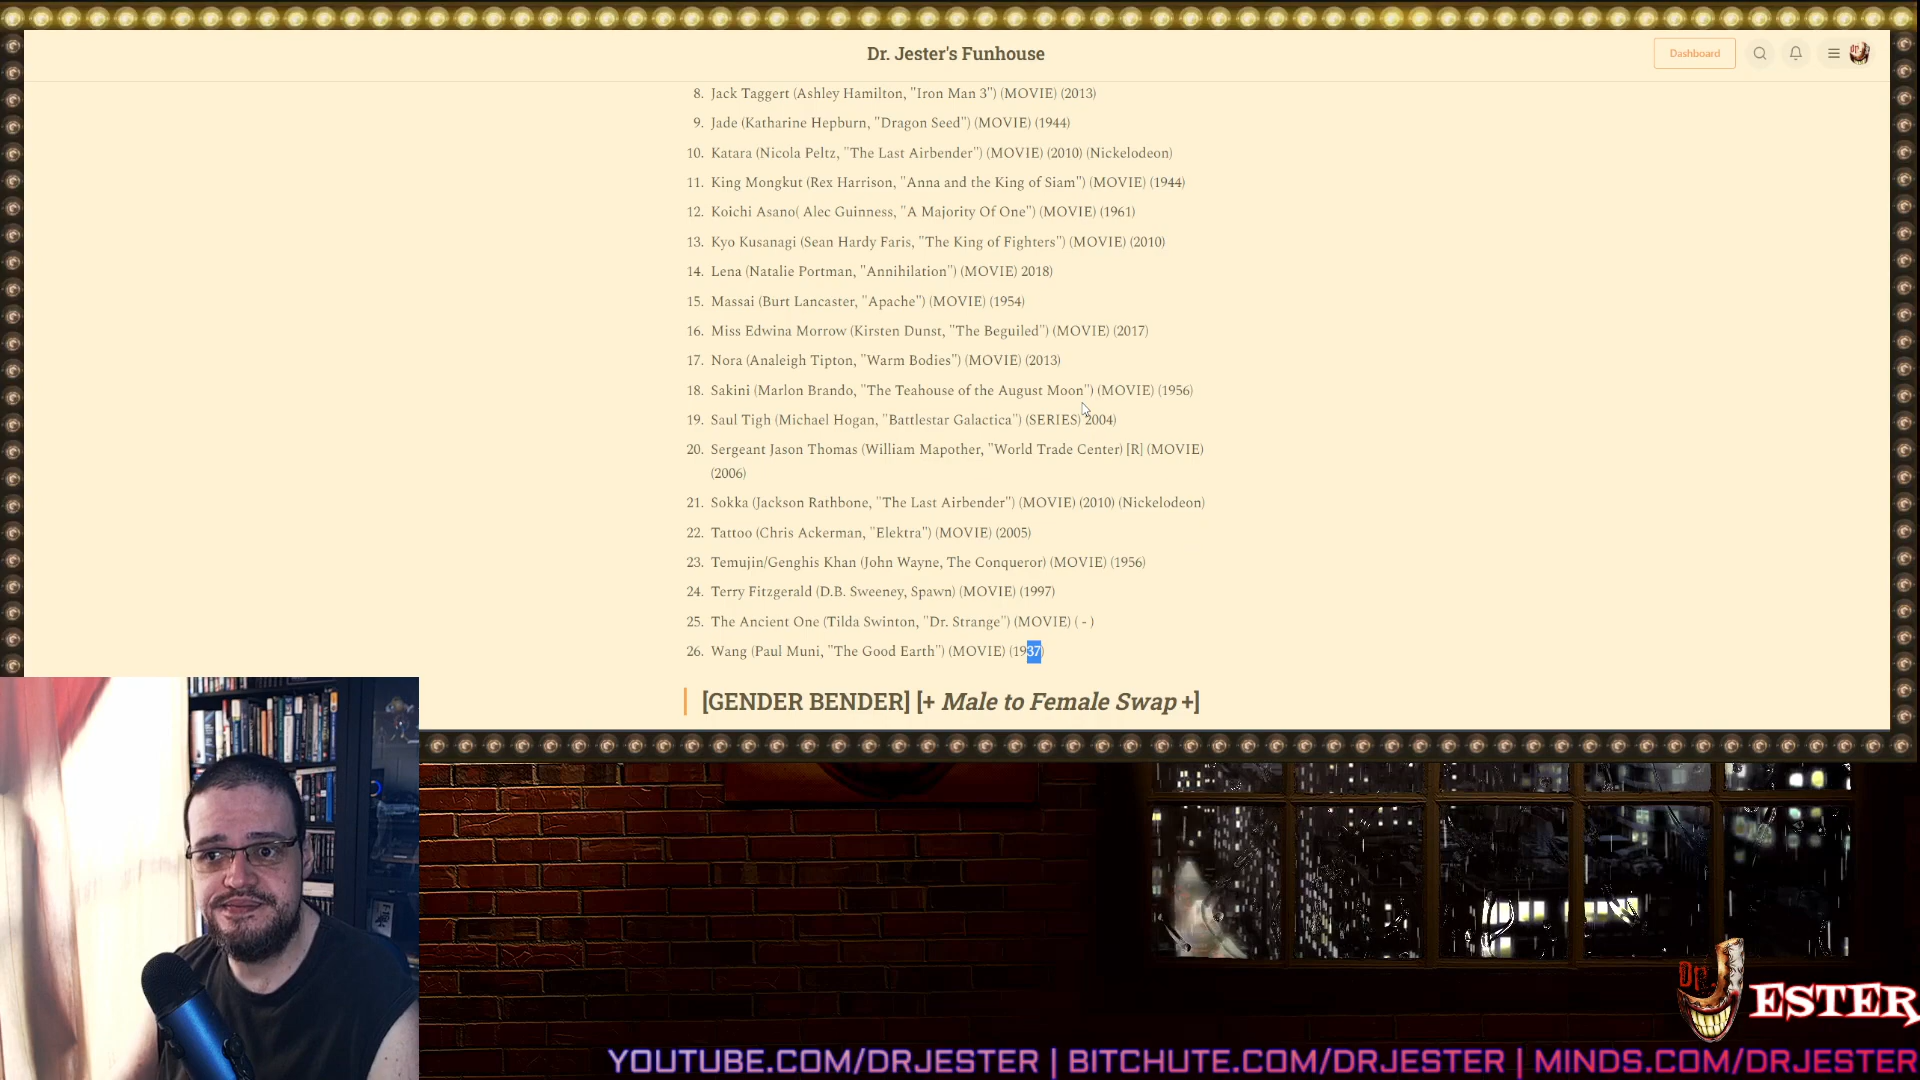 Dr. Jester's Funhouse
Dashboard
8. Jack Taggert (Ashley Hamilton, "Iron Man 3") (MOVIE) (2013)
9. Jade (Katharine Hepburn, "Dragon Seed") (MOVIE) (1944)
10. Katara (Nicola Peltz, "The Last Airbender") (MOVIE) (2010) (Nickelodeon)
11. King Mongkut (Rex Harrison, "Anna and the King of Siam") (MOVIE) (1944)
12. Koichi Asano( Alec Guinness, "A Majority Of One") (MOVIE) (1961)
13. Kyo Kusanagi (Sean Hardy Faris, "The King of Fighters") (MOVIE) (2010)
14. Lena (Natalie Portman, "Annihilation") (MOVIE) 2018)
15. Massai (Burt Lancaster, "Apache") (MOVIE) (1954)
16. Miss Edwina Morrow (Kirsten Dunst, "The Beguiled") (MOVIE) (2017)
17. Nora (Analeigh Tipton, "Warm Bodies") (MOVIE) (2013)
18. Sakini (Marlon Brando, "The Teahouse of the August Moon") (MOVIE) (1956)
19. Saul Tigh (Michael Hogan, "Battlestar Galactica") (SERIES) 2004)
20. Sergeant Jason Thomas (William Mapother, "World Trade Center) [R] (MOVIE)
(2006)
21. Sokka (Jackson Rathbone, "The Last Airbender") (MOVIE) (2010) (Nickelodeon)
22. Tattoo (Chris Ackerman, "Elektra") (MOVIE) (2005)
23. Temujin/Genghis Khan (John Wayne, The Conqueror) (MOVIE) (1956)
24. Terry Fitzgerald (D.B. Sweeney, Spawn) (MOVIE) (1997)
25. The Ancient One (Tilda Swinton, "Dr. Strange") (MOVIE) ( - )
26. Wang (Paul Muni, "The Good Earth") (MOVIE) (1937)
[GENDER BENDER] [+ Male to Female Swap +]
Dr. JESTER
YOUTUBE.COM/DRJESTER | BITCHUTE.COM/DRJESTER | MINDS.COM/DRJESTER